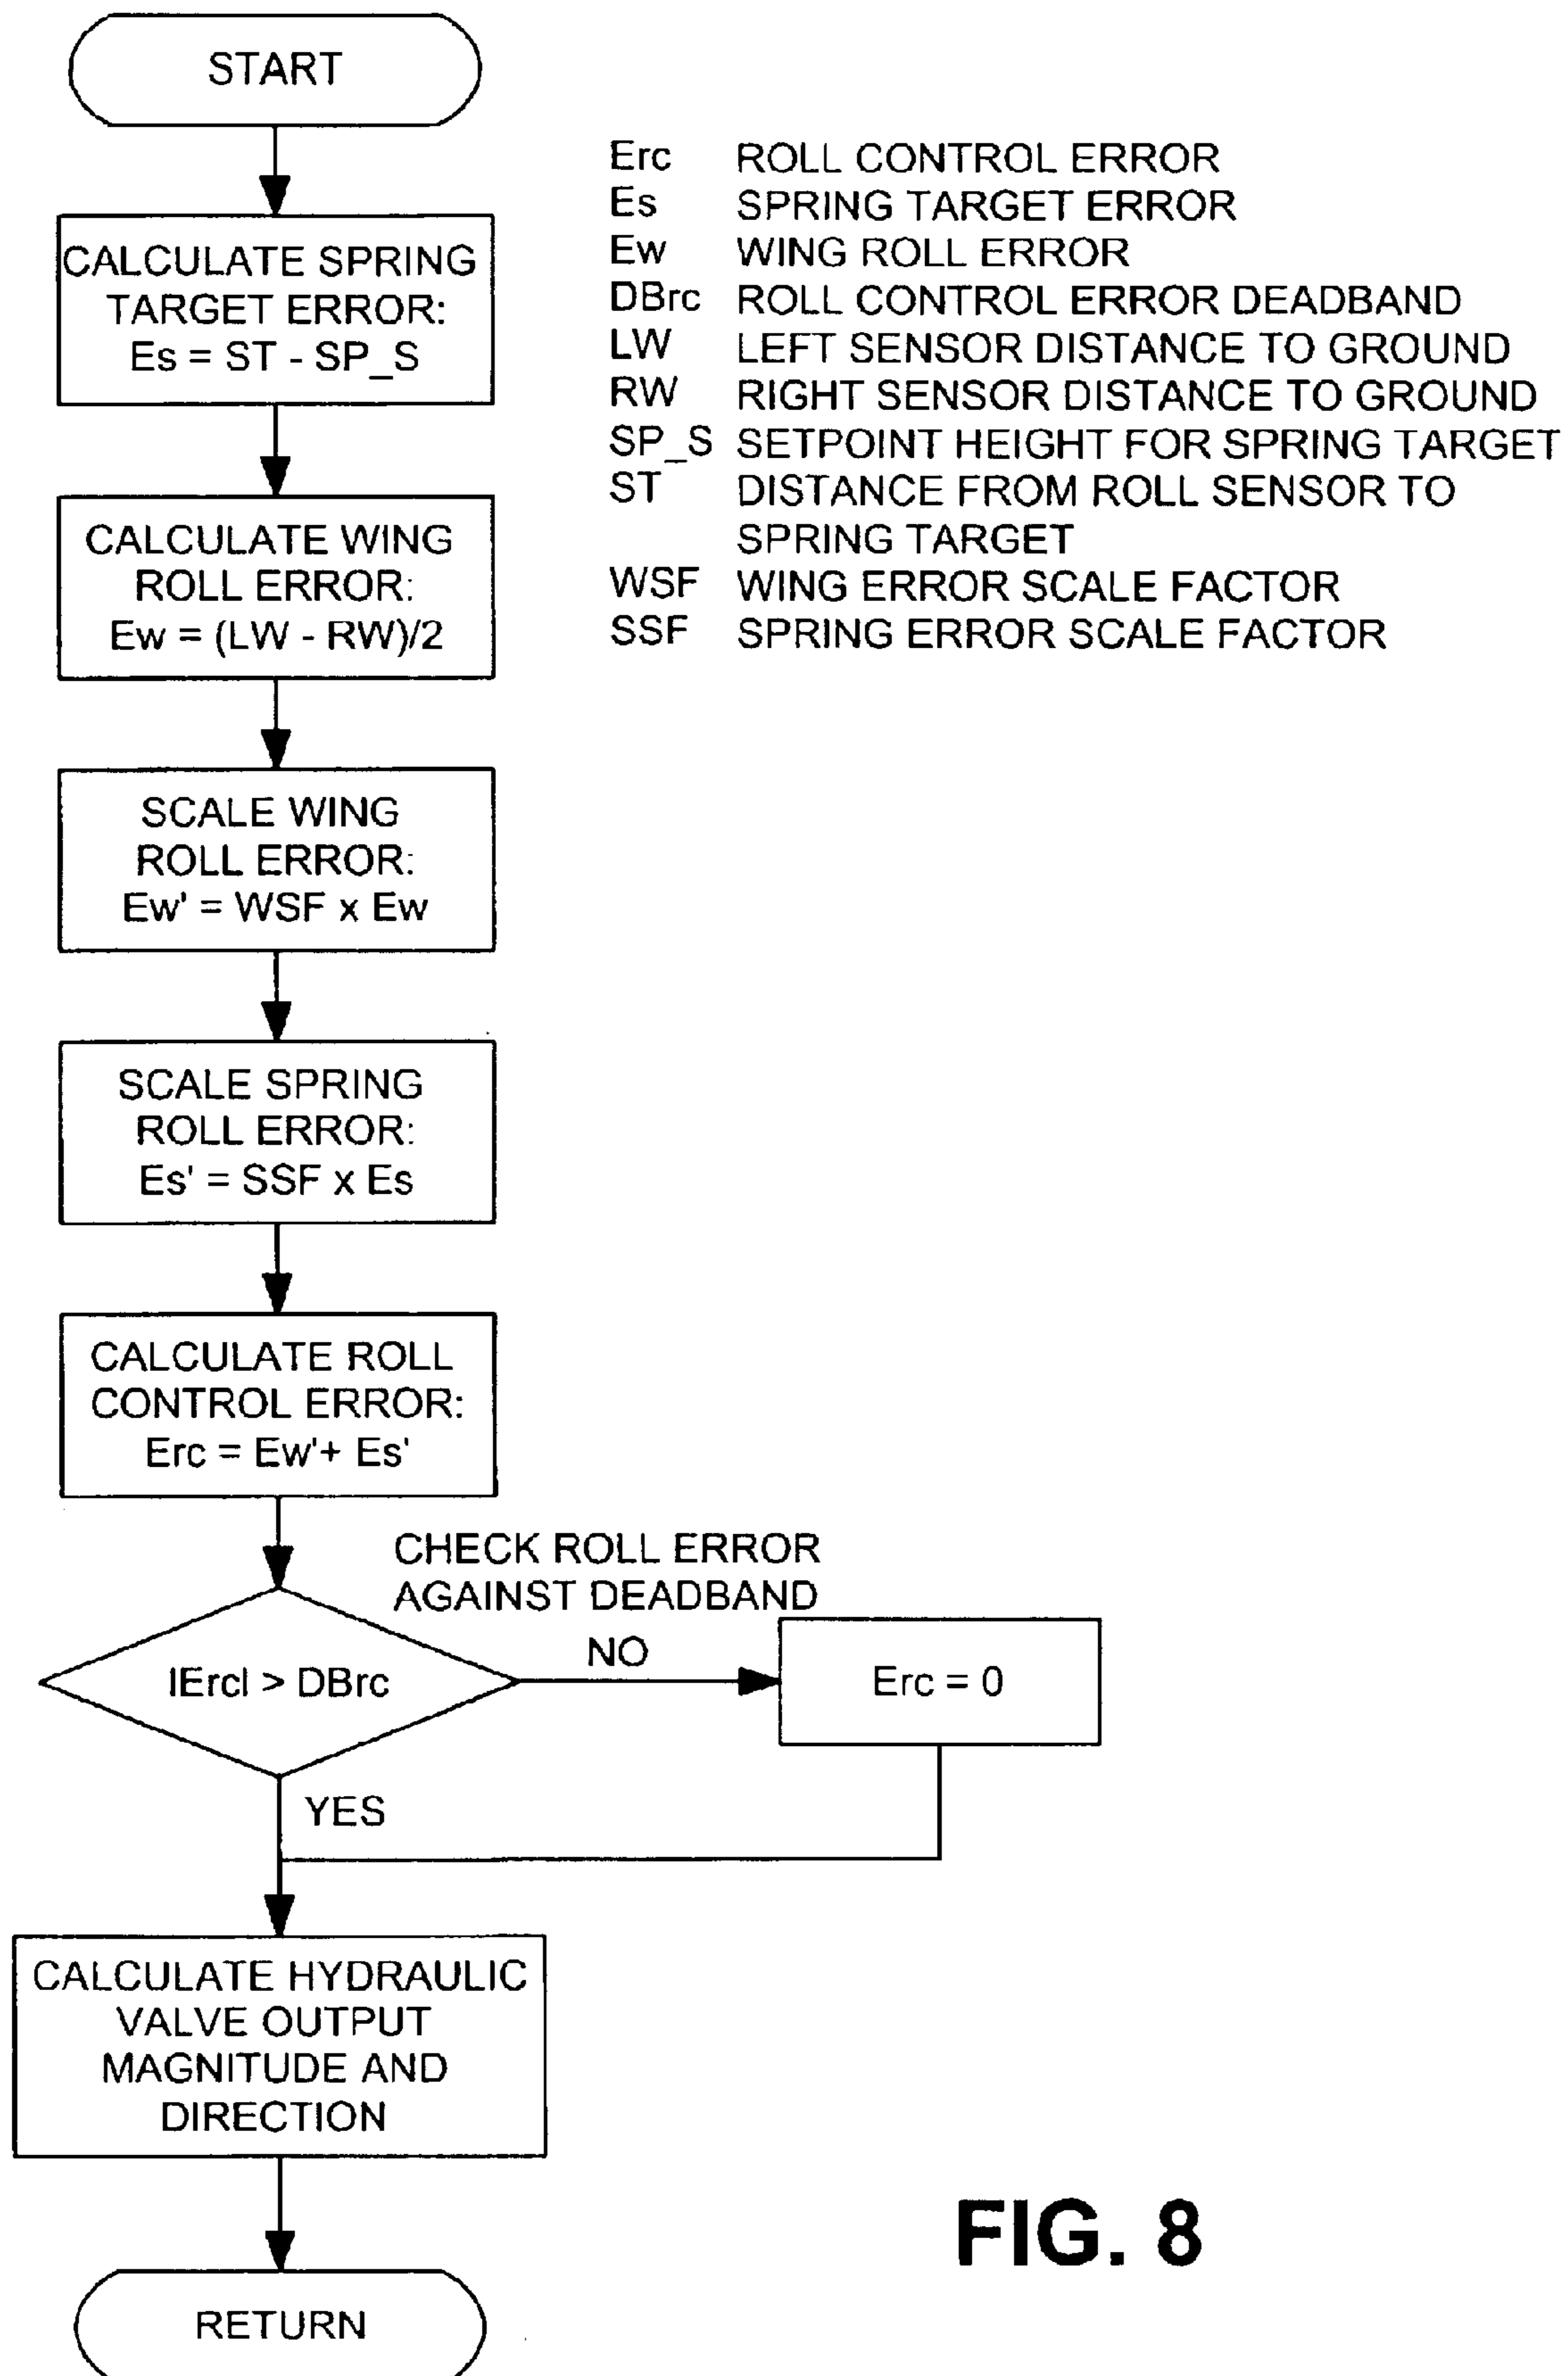 START
Erc ROLL CONTROL ERROR
Es SPRING TARGET ERROR
Ew WING ROLL ERROR
DBrc ROLL CONTROL ERROR DEADBAND
LW LEFT SENSOR DISTANCE TO GROUND
RW RIGHT SENSOR DISTANCE TO GROUND
SP_S SETPOINT HEIGHT FOR SPRING TARGET
ST DISTANCE FROM ROLL SENSOR TO
SPRING TARGET
WSF WING ERROR SCALE FACTOR
SSF SPRING ERROR SCALE FACTOR
CALCULATE SPRING
TARGET ERROR:
Es = ST - SP_S
CALCULATE WING
ROLL ERROR:
Ew = (LW - RW)/2
SCALE WING
ROLL ERROR:
Ew' = WSF x Ew
SCALE SPRING
ROLL ERROR:
Es' = SSF x Es
CALCULATE ROLL
CONTROL ERROR:
Erc = Ew'+ Es'
CHECK ROLL ERROR
AGAINST DEADBAND
|Erc| > DBrc
NO
Erc = 0
YES
CALCULATE HYDRAULIC
VALVE OUTPUT
MAGNITUDE AND
DIRECTION
RETURN
FIG. 8